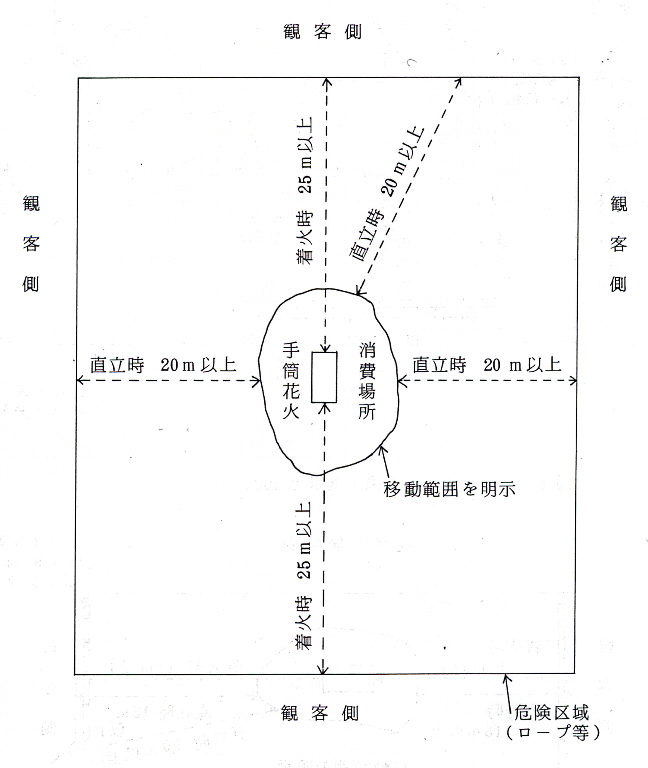 観客側
着火時 25m以上
直立時 20m以上
観客側
観客側
直立時 20m以上
手筒花火
消費場所
直立時 20m以上
移動範囲を明示
着火時 25m以上
観客側
危険区域
(ロープ等)